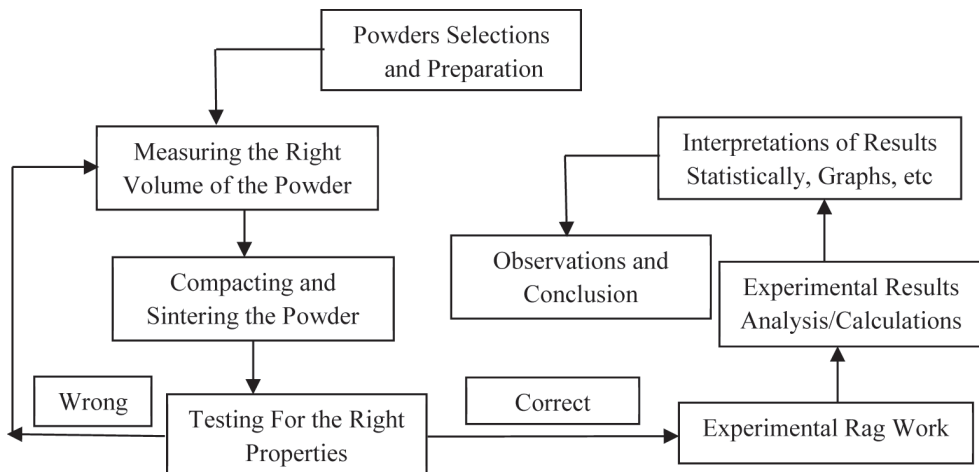 Powders Selections
and Preparation
Measuring the Right
Volume of the Powder
Compacting and
Sintering the Powder
Wrong
Testing For the Right
Properties
Correct
Experimental Rag Work
Experimental Results
Analysis/Calculations
Interpretations of Results
Statistically, Graphs, etc
Observations and
Conclusion